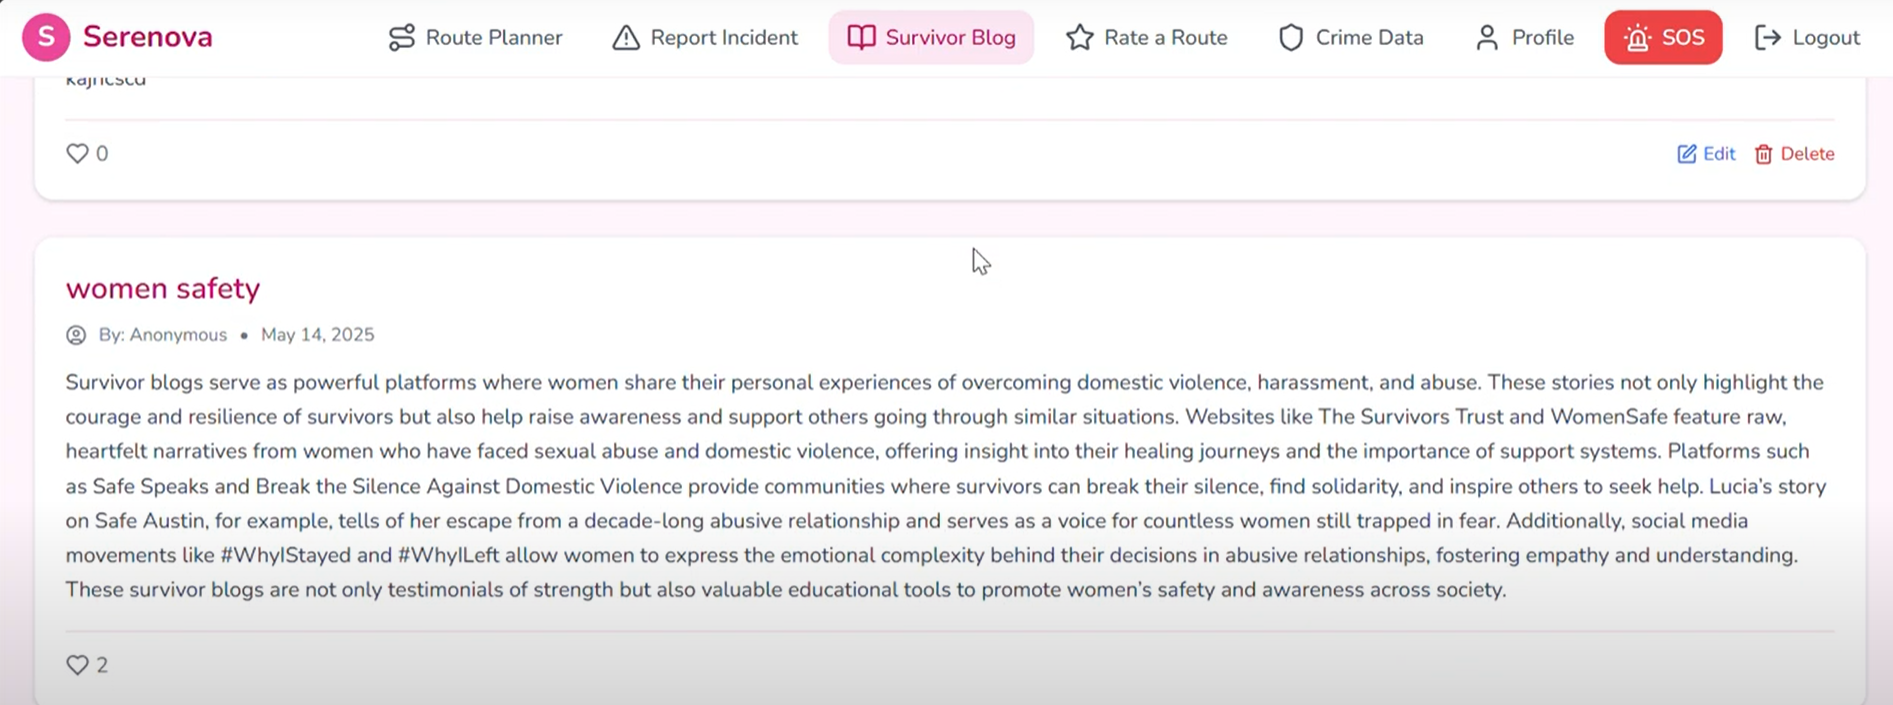 S Serenova Route Planner Report Incident Survivor Blog Rate a Route Crime Data Profile SOS Logout
0 Edit Delete
women safety
By: Anonymous • May 14, 2025
Survivor blogs serve as powerful platforms where women share their personal experiences of overcoming domestic violence, harassment, and abuse. These stories not only highlight the
courage and resilience of survivors but also help raise awareness and support others going through similar situations. Websites like The Survivors Trust and WomenSafe feature raw,
heartfelt narratives from women who have faced sexual abuse and domestic violence, offering insight into their healing journeys and the importance of support systems. Platforms such
as Safe Speaks and Break the Silence Against Domestic Violence provide communities where survivors can break their silence, find solidarity, and inspire others to seek help. Lucia's story
on Safe Austin, for example, tells of her escape from a decade-long abusive relationship and serves as a voice for countless women still trapped in fear. Additionally, social media
movements like #WhyIStayed and #WhyILeft allow women to express the emotional complexity behind their decisions in abusive relationships, fostering empathy and understanding.
These survivor blogs are not only testimonials of strength but also valuable educational tools to promote women's safety and awareness across society.
2